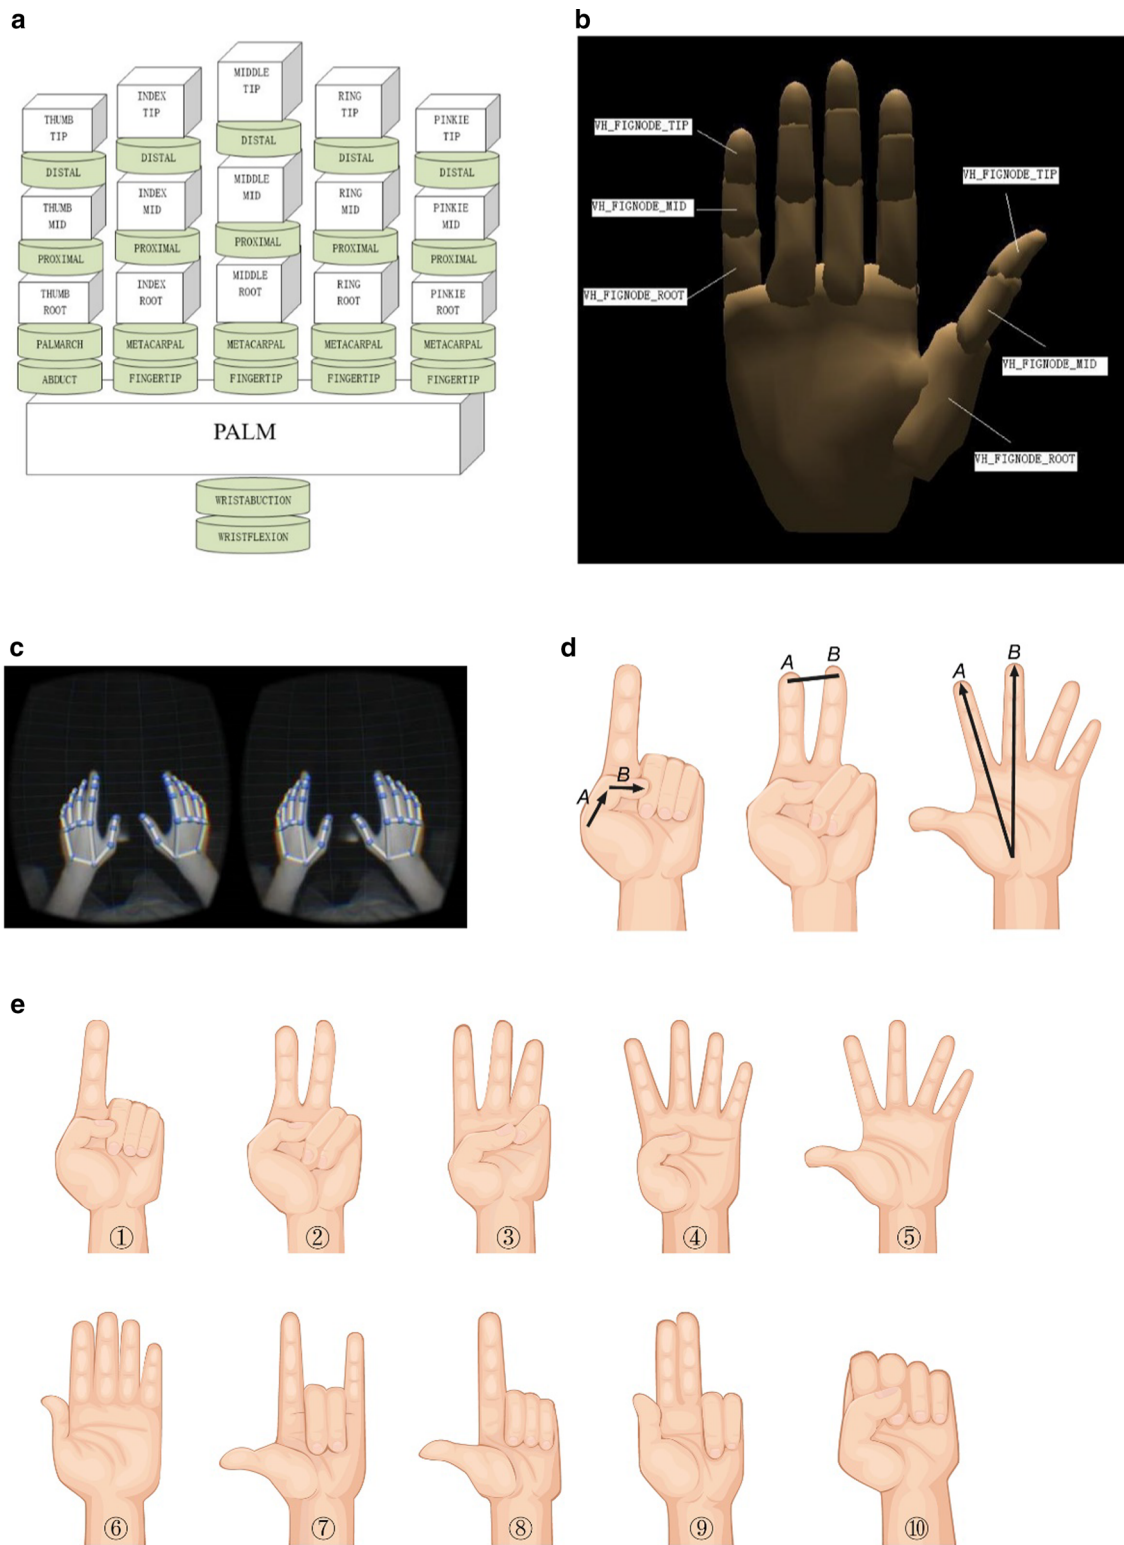 a
MIDDLE
TIP
INDEX
TIP
RING
TIP
THUMB
TIP
PINKIE
TIP
DISTAL
DISTAL
DISTAL
DISTAL
DISTAL
MIDDLE
MID
INDEX
MID
RING
MID
THUMB
MID
PINKIE
MID
PROXIMAL
PROXIMAL
PROXIMAL
PROXIMAL
PROXIMAL
MIDDLE
ROOT
INDEX
ROOT
RING
ROOT
THUMB
ROOT
PINKIE
ROOT
PALMARCH
METACARPAL
METACARPAL
METACARPAL
METACARPAL
ABDUCT
FINGERTIP
FINGERTIP
FINGERTIP
FINGERTIP
PALM
WRISTABUCTION
WRISTFLEXION
b
VH_FIGNODE_TIP
VH_FIGNODE_MID
VH_FIGNODE_ROOT
VH_FIGNODE_TIP
VH_FIGNODE_MID
VH_FIGNODE_ROOT
c
d
A
B
A
B
A
B
e
①
②
③
④
⑤
⑥
⑦
⑧
⑨
⑩